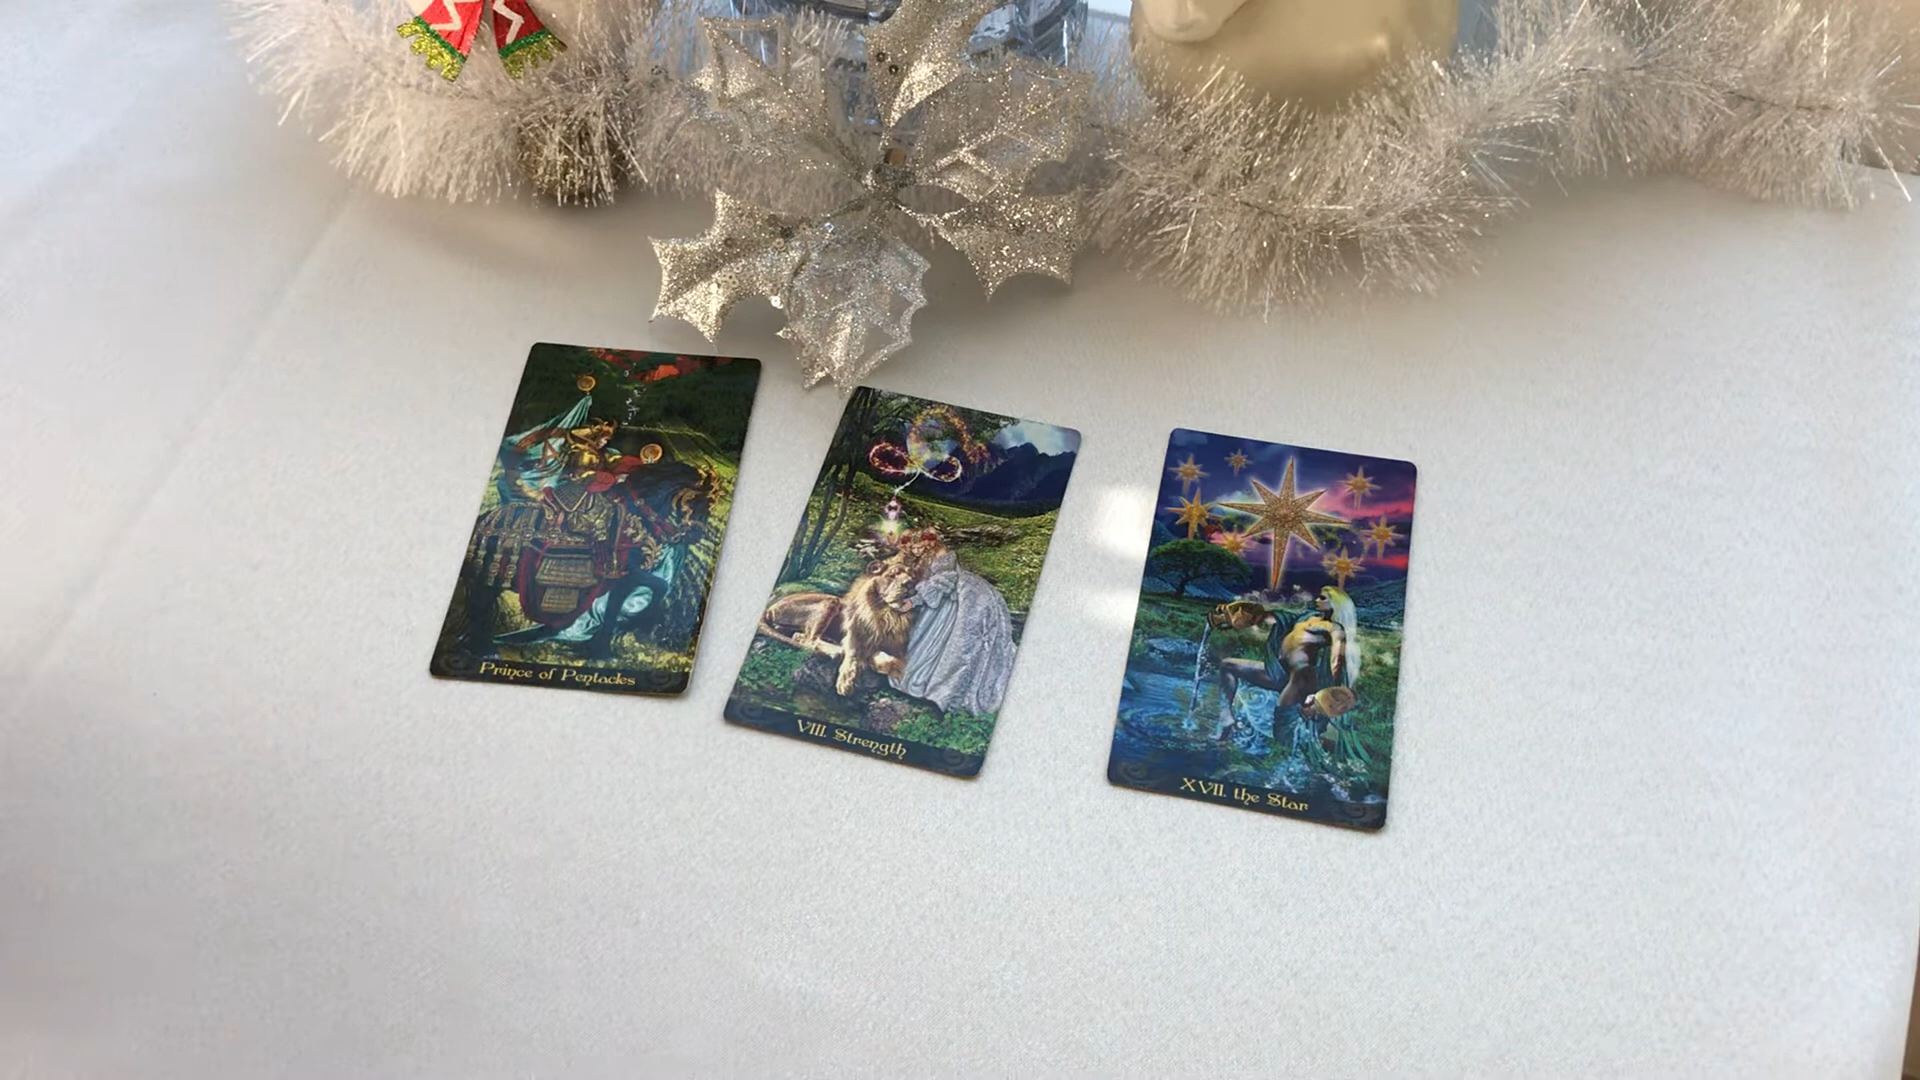 Prince of Pentacles
VIII. Strength
XVII. the Star